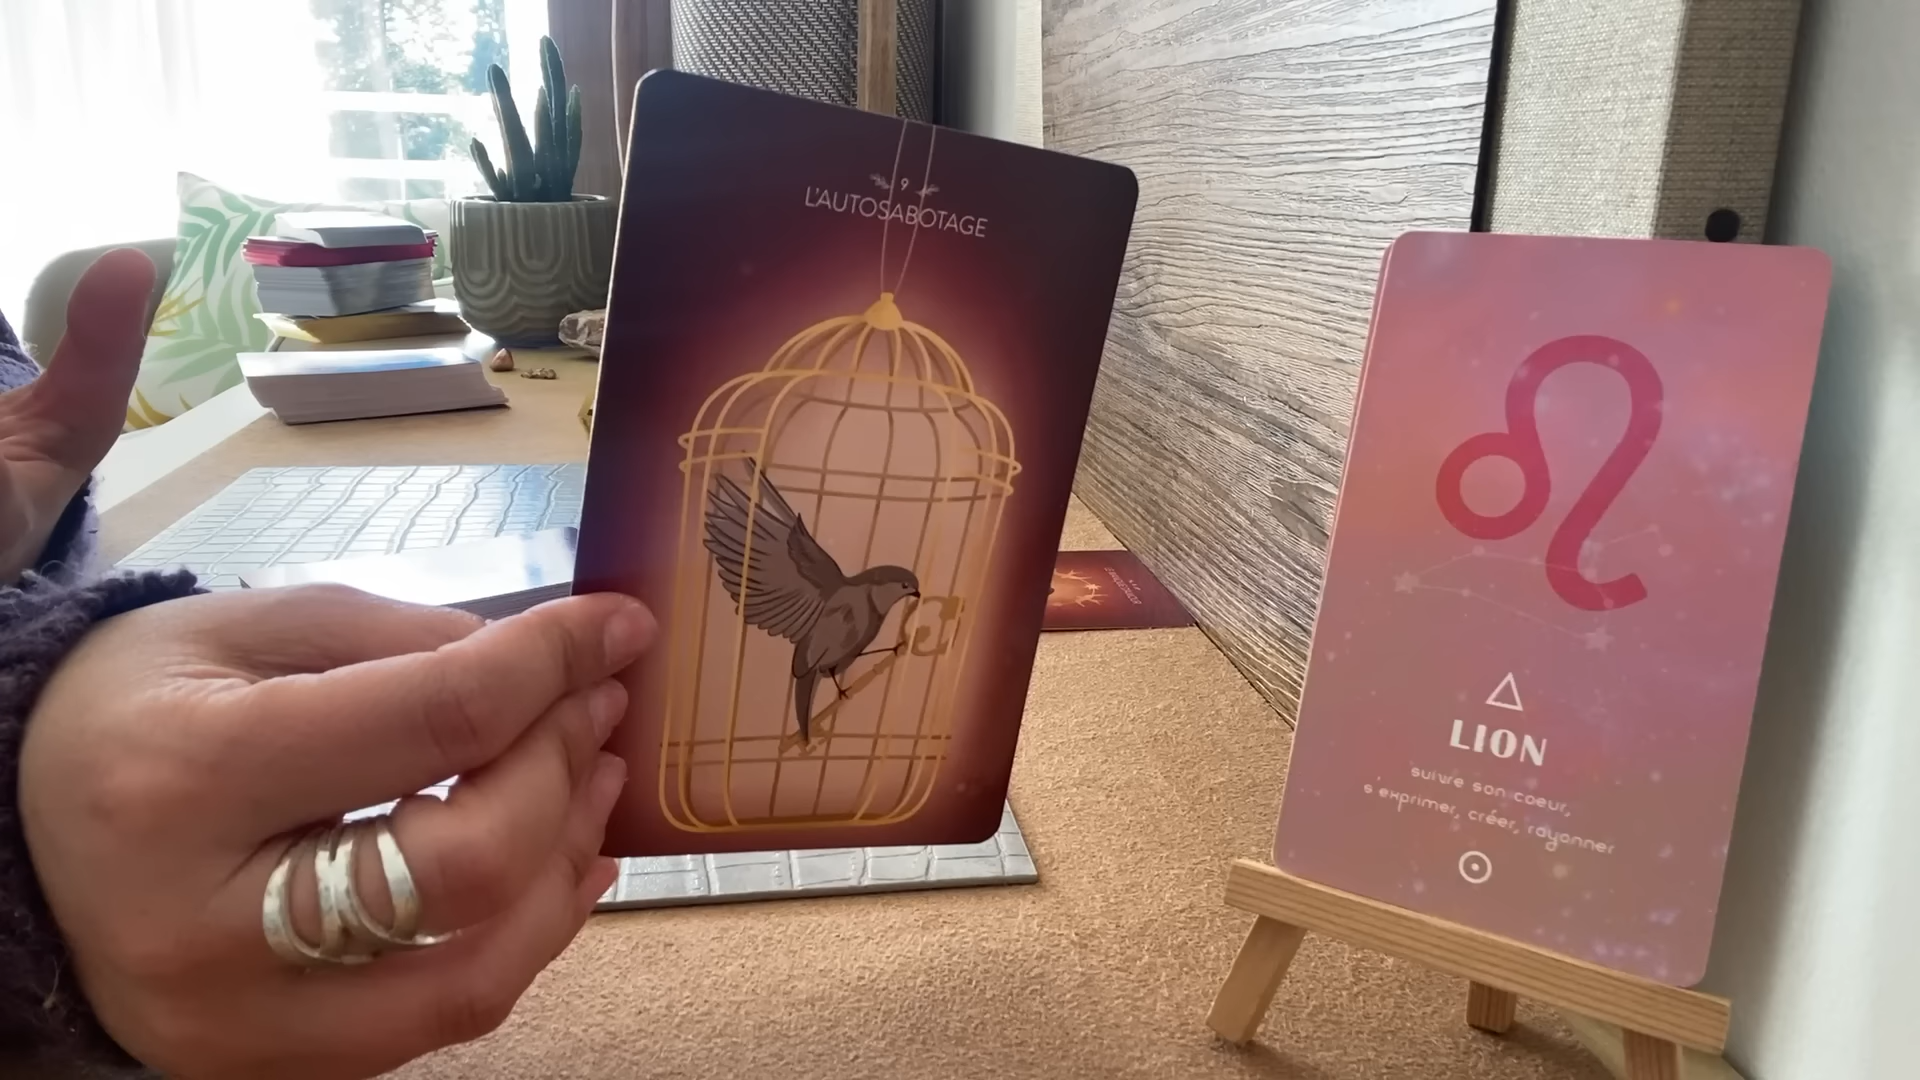 9
L'AUTOSABOTAGE
LION
suivre son coeur,
s'exprimer, créer, rayonner